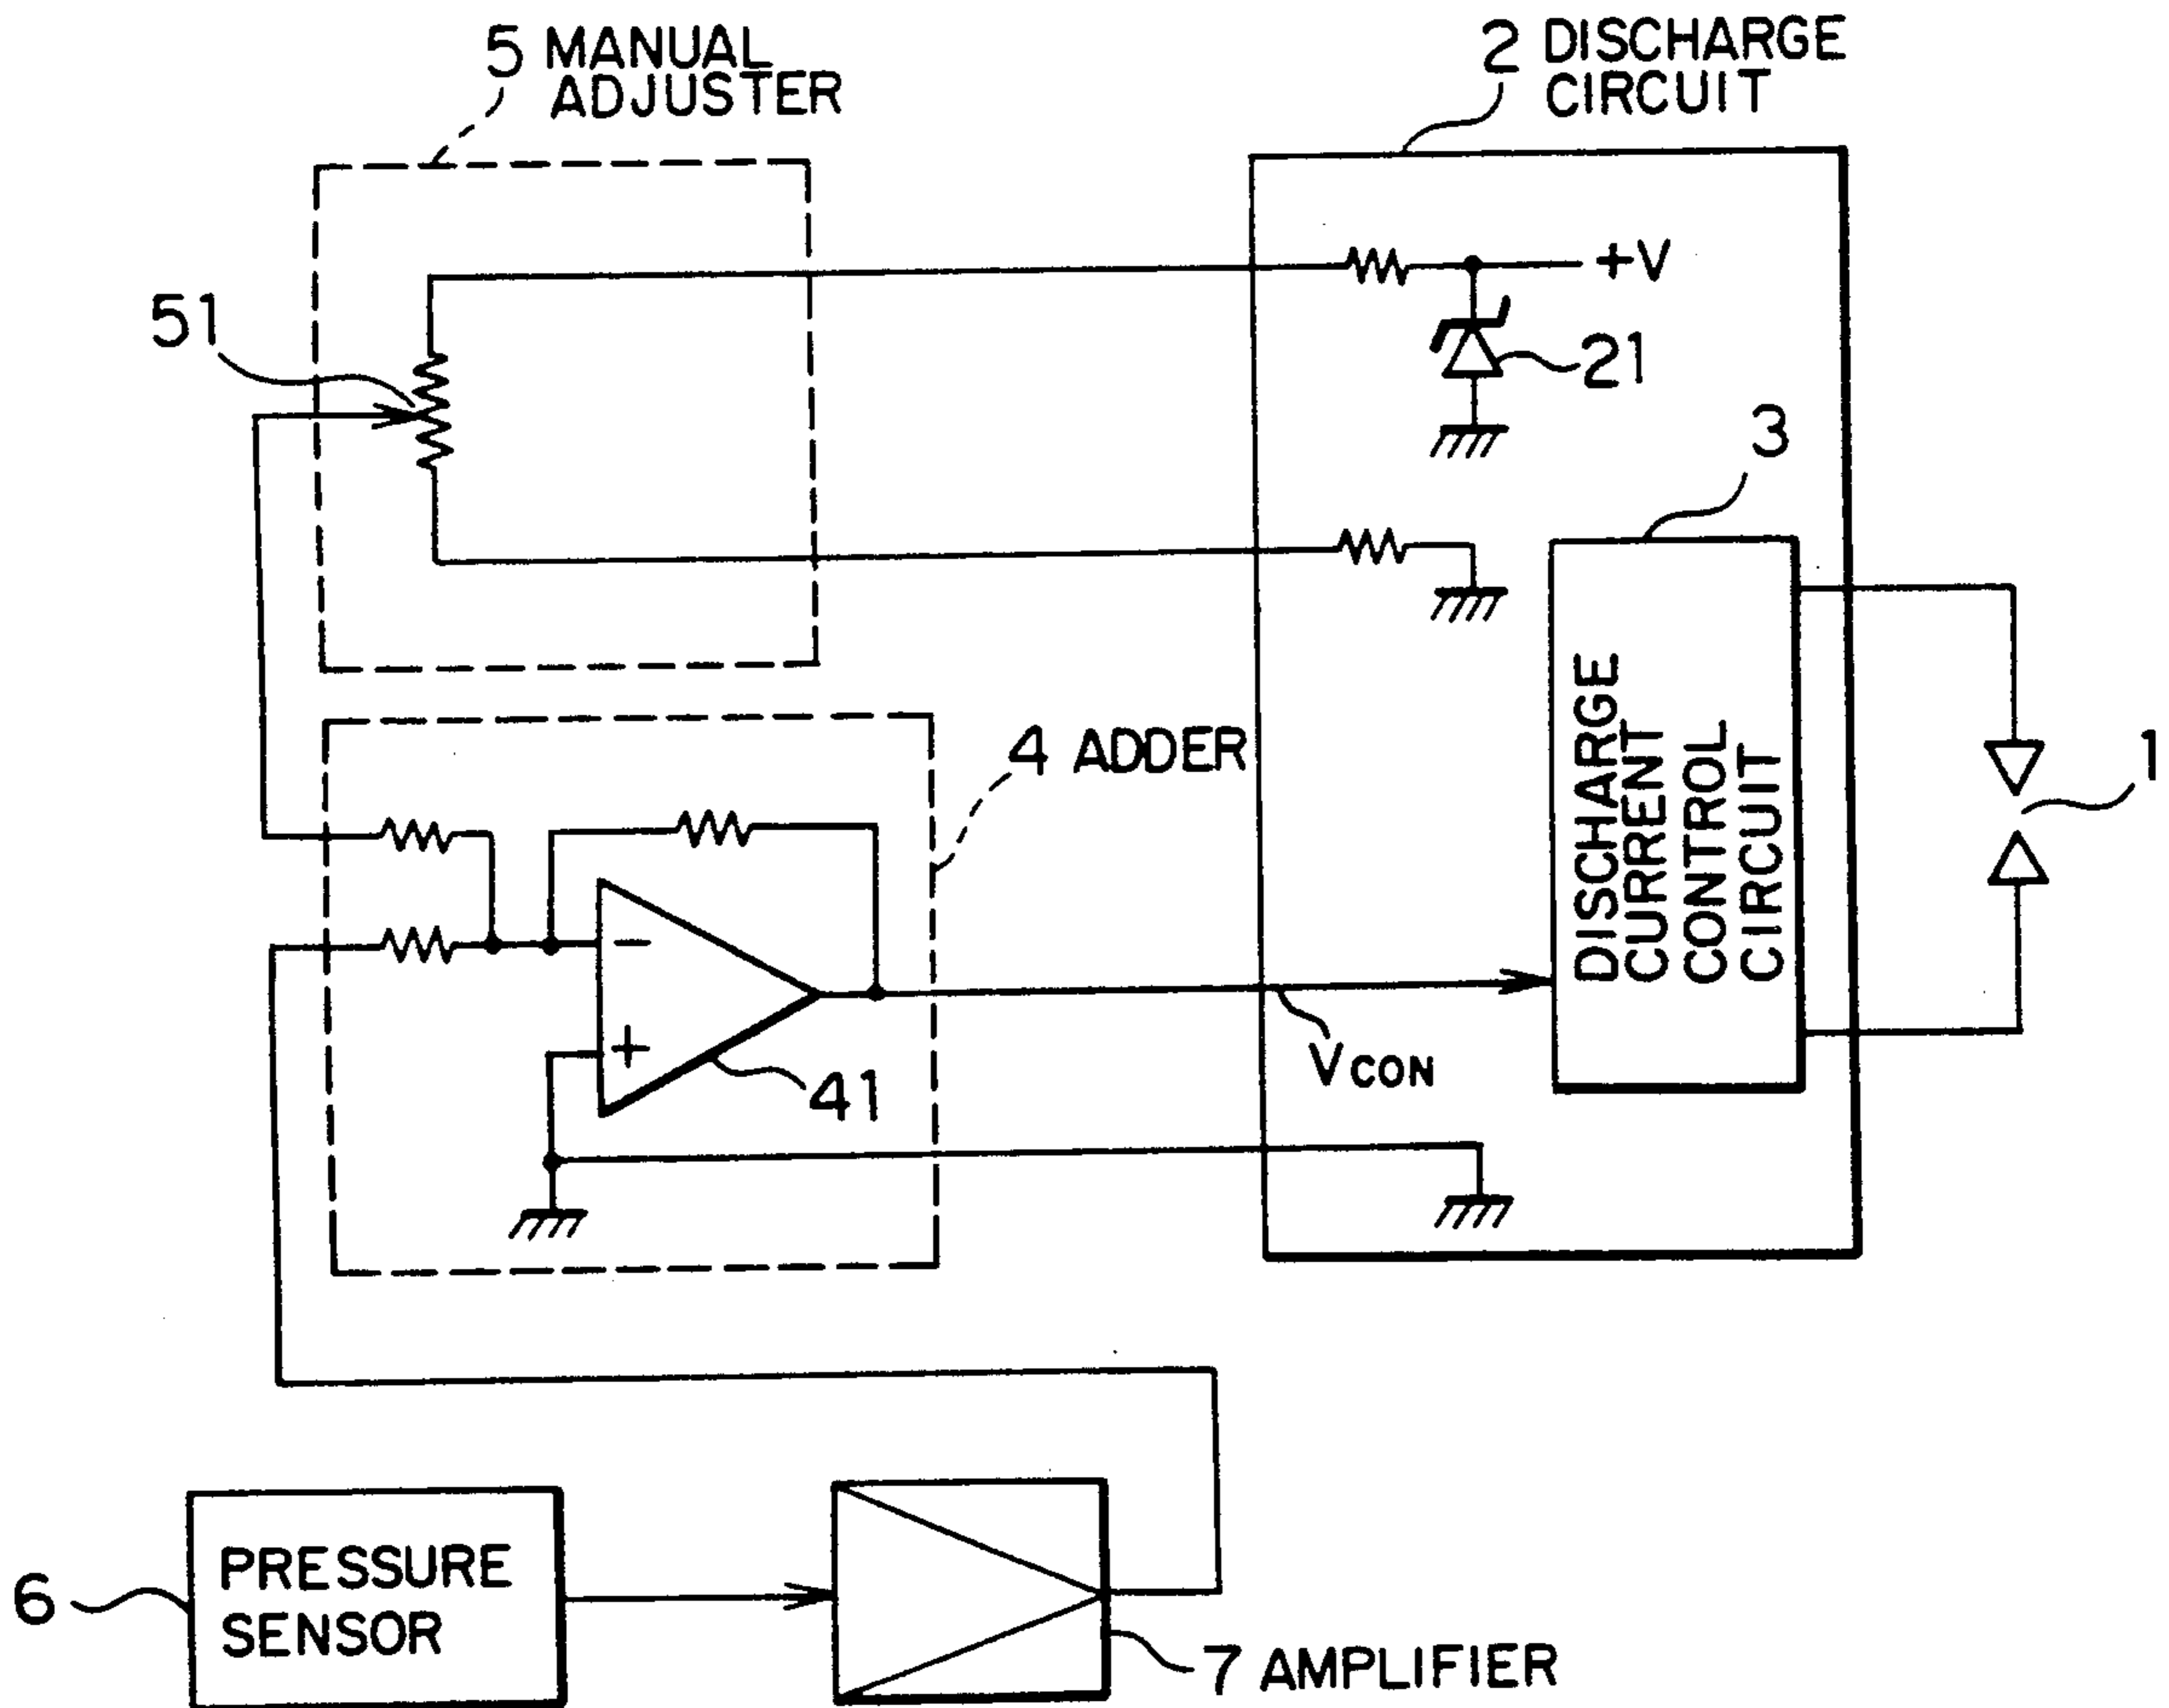 5 MANUAL
ADJUSTER
2 DISCHARGE
CIRCUIT
+V
51
21
3
DISCHARGE
CURRENT
CONTROL
CIRCUIT
1
4 ADDER
−
+
41
VCON
6
PRESSURE
SENSOR
7 AMPLIFIER